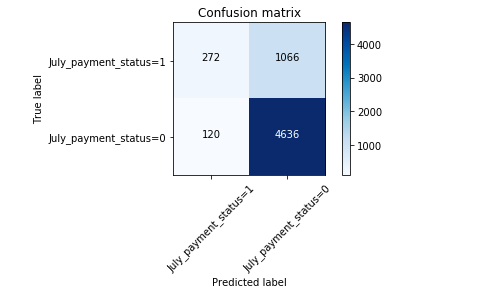 Confusion matrix
True label
July_payment_status=1
July_payment_status=0
272 1066
120 4636
July_payment_status=1
July_payment_status=0
Predicted label
4000
3000
2000
1000